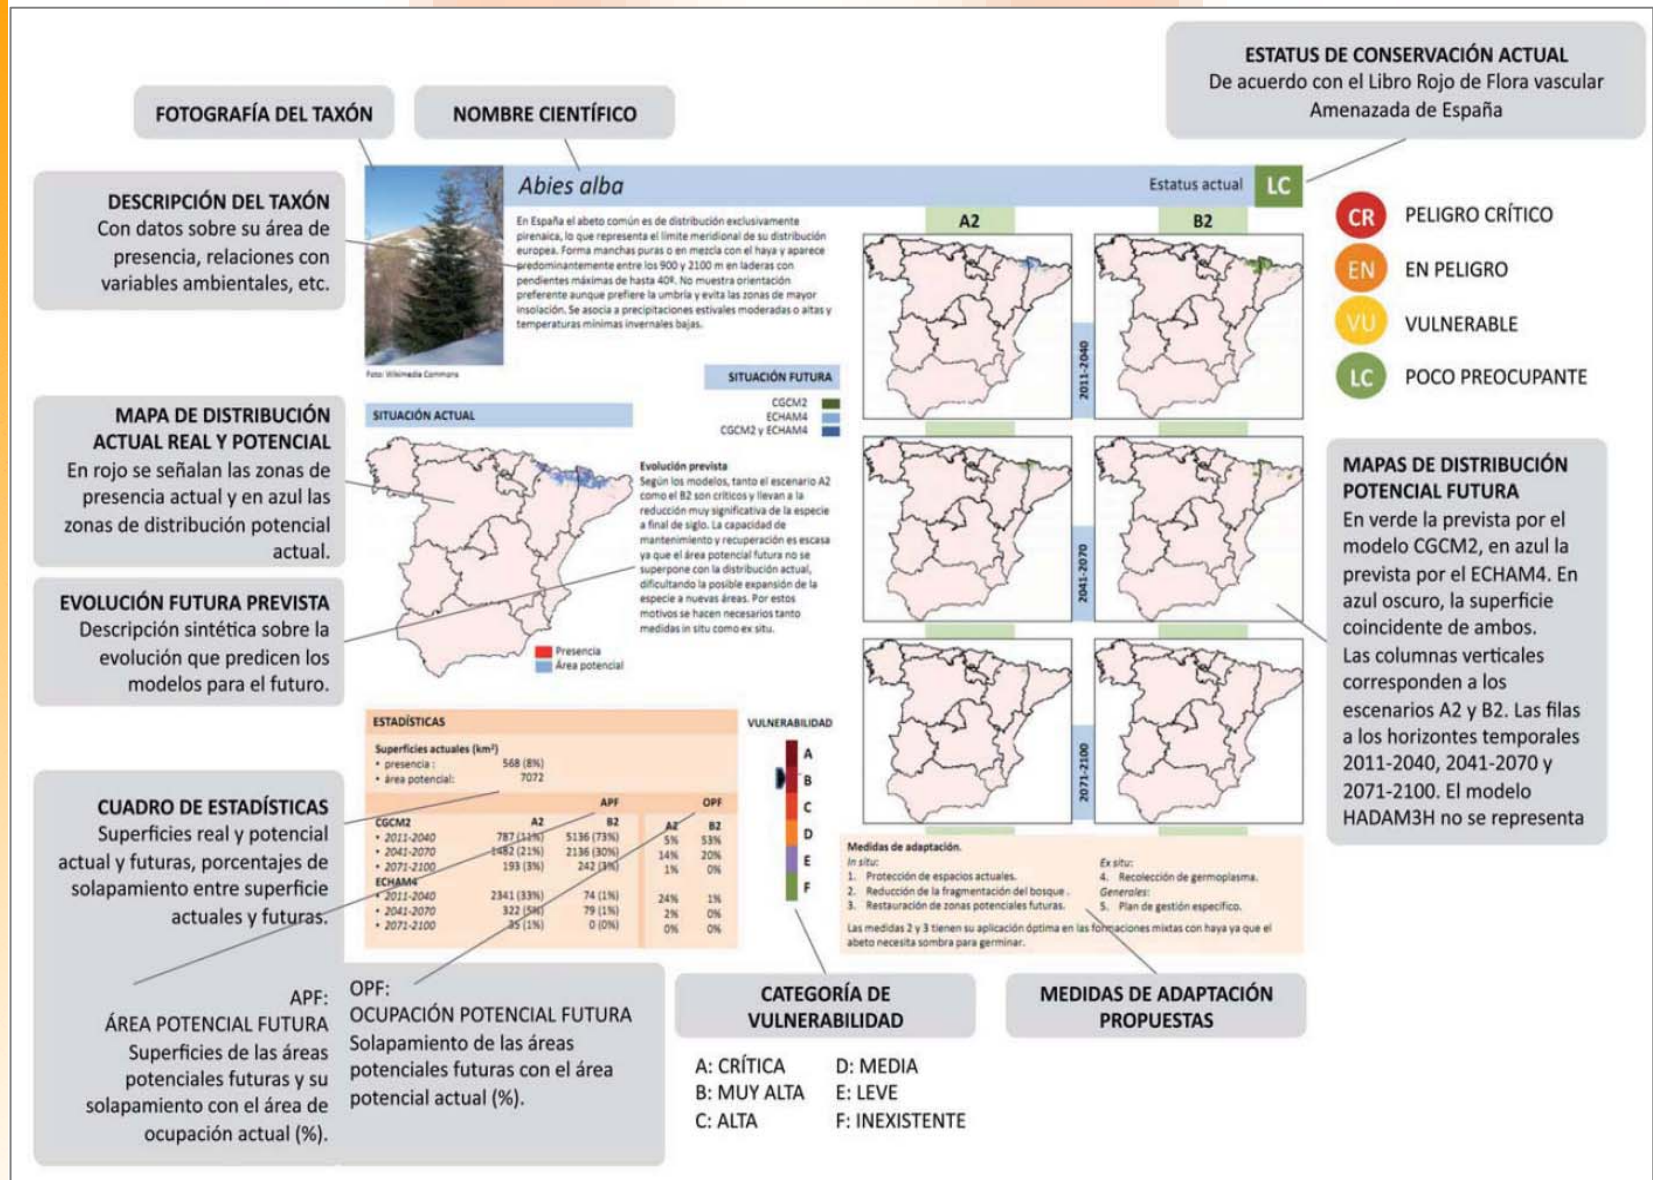 ESTATUS DE CONSERVACIÓN ACTUAL
De acuerdo con el Libro Rojo de Flora vascular
Amenazada de España
FOTOGRAFÍA DEL TAXÓN
NOMBRE CIENTÍFICO
DESCRIPCIÓN DEL TAXÓN
Con datos sobre su área de
presencia, relaciones con
variables ambientales, etc.
Abies alba
Estatus actual LC
En España el abeto común es de distribución exclusivamente
pirenaica, lo que representa el límite meridional de su distribución
europea. Forma manchas puras o en mezcla con el haya y aparece
predominantemente entre los 900 y 2100 m en laderas con
pendientes máximas de hasta 40º. No muestra orientación
preferente aunque prefiere la umbría y evita las zonas de mayor
insolación. Se asocia a precipitaciones estivales moderadas o altas y
temperaturas mínimas invernales bajas.
Foto: Wikimedia Commons
A2
B2
2011-2040
2041-2070
2071-2100
CR PELIGRO CRÍTICO
EN EN PELIGRO
VU VULNERABLE
LC POCO PREOCUPANTE
SITUACIÓN FUTURA
CGCM2
ECHAM4
CGCM2 y ECHAM4
SITUACIÓN ACTUAL
MAPA DE DISTRIBUCIÓN
ACTUAL REAL Y POTENCIAL
En rojo se señalan las zonas de
presencia actual y en azul las
zonas de distribución potencial
actual.
Evolución prevista
Según los modelos, tanto el escenario A2
como el B2 son críticos y llevan a la
reducción muy significativa de la especie
a final de siglo. La capacidad de
mantenimiento y recuperación es escasa
ya que el área potencial futura no se
superpone con la distribución actual,
dificultando la posible expansión de la
especie a nuevas áreas. Por estos
motivos se hacen necesarios tanto
medidas in situ como ex situ.
Presencia
Área potencial
EVOLUCIÓN FUTURA PREVISTA
Descripción sintética sobre la
evolución que predicen los
modelos para el futuro.
MAPAS DE DISTRIBUCIÓN
POTENCIAL FUTURA
En verde la prevista por el
modelo CGCM2, en azul la
prevista por el ECHAM4. En
azul oscuro, la superficie
coincidente de ambos.
Las columnas verticales
corresponden a los
escenarios A2 y B2. Las filas
a los horizontes temporales
2011-2040, 2041-2070 y
2071-2100. El modelo
HADAM3H no se representa
ESTADÍSTICAS
Superficies actuales (km²)
• presencia : 568 (8%)
• área potencial: 7072
APF OPF
CGCM2 A2 B2 A2 B2
• 2011-2040 787 (11%) 5136 (73%) 5% 53%
• 2041-2070 1482 (21%) 2136 (30%) 14% 20%
• 2071-2100 193 (3%) 242 (3%) 1% 0%
ECHAM4
• 2011-2040 2341 (33%) 74 (1%) 24% 1%
• 2041-2070 322 (5%) 79 (1%) 2% 0%
• 2071-2100 35 (1%) 0 (0%) 0% 0%
VULNERABILIDAD
A
B
C
D
E
F
Medidas de adaptación.
In situ:
1. Protección de espacios actuales.
2. Reducción de la fragmentación del bosque .
3. Restauración de zonas potenciales futuras.
Ex situ:
4. Recolección de germoplasma.
Generales:
5. Plan de gestión específico.
Las medidas 2 y 3 tienen su aplicación óptima en las formaciones mixtas con haya ya que el
abeto necesita sombra para germinar.
CUADRO DE ESTADÍSTICAS
Superficies real y potencial
actual y futuras, porcentajes de
solapamiento entre superficie
actuales y futuras.
APF:
ÁREA POTENCIAL FUTURA
Superficies de las áreas
potenciales futuras y su
solapamiento con el área de
ocupación actual (%).
OPF:
OCUPACIÓN POTENCIAL FUTURA
Solapamiento de las áreas
potenciales futuras con el área
potencial actual (%).
CATEGORÍA DE
VULNERABILIDAD
A: CRÍTICA D: MEDIA
B: MUY ALTA E: LEVE
C: ALTA F: INEXISTENTE
MEDIDAS DE ADAPTACIÓN
PROPUESTAS